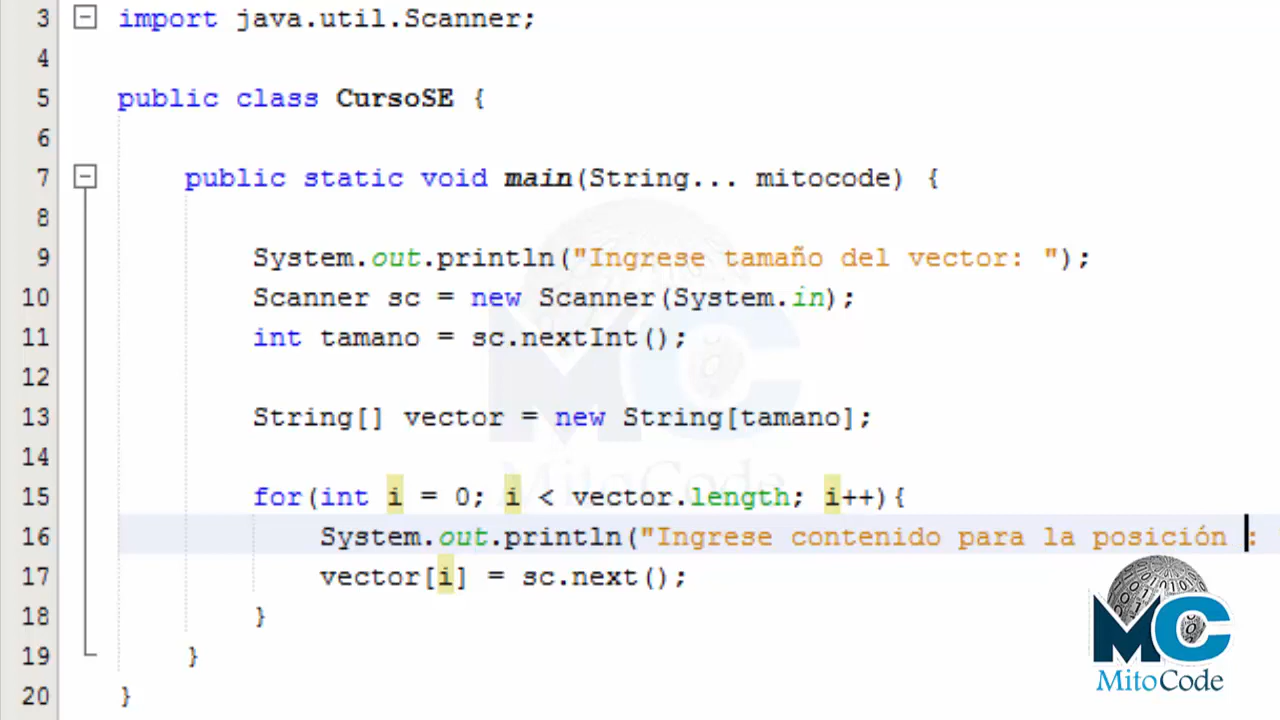 3 import java.util.Scanner;
4
5 public class CursoSE {
6
7 public static void main(String... mitocode) {
8
9 System.out.println("Ingrese tamaño del vector: ");
10 Scanner sc = new Scanner(System.in);
11 int tamano = sc.nextInt();
12
13 String[] vector = new String[tamano];
14
15 for(int i = 0; i < vector.length; i++){
16 System.out.println("Ingrese contenido para la posición :
17 vector[i] = sc.next();
18 }
19 }
20 }
MC
MitoCode
MC
MitoCode